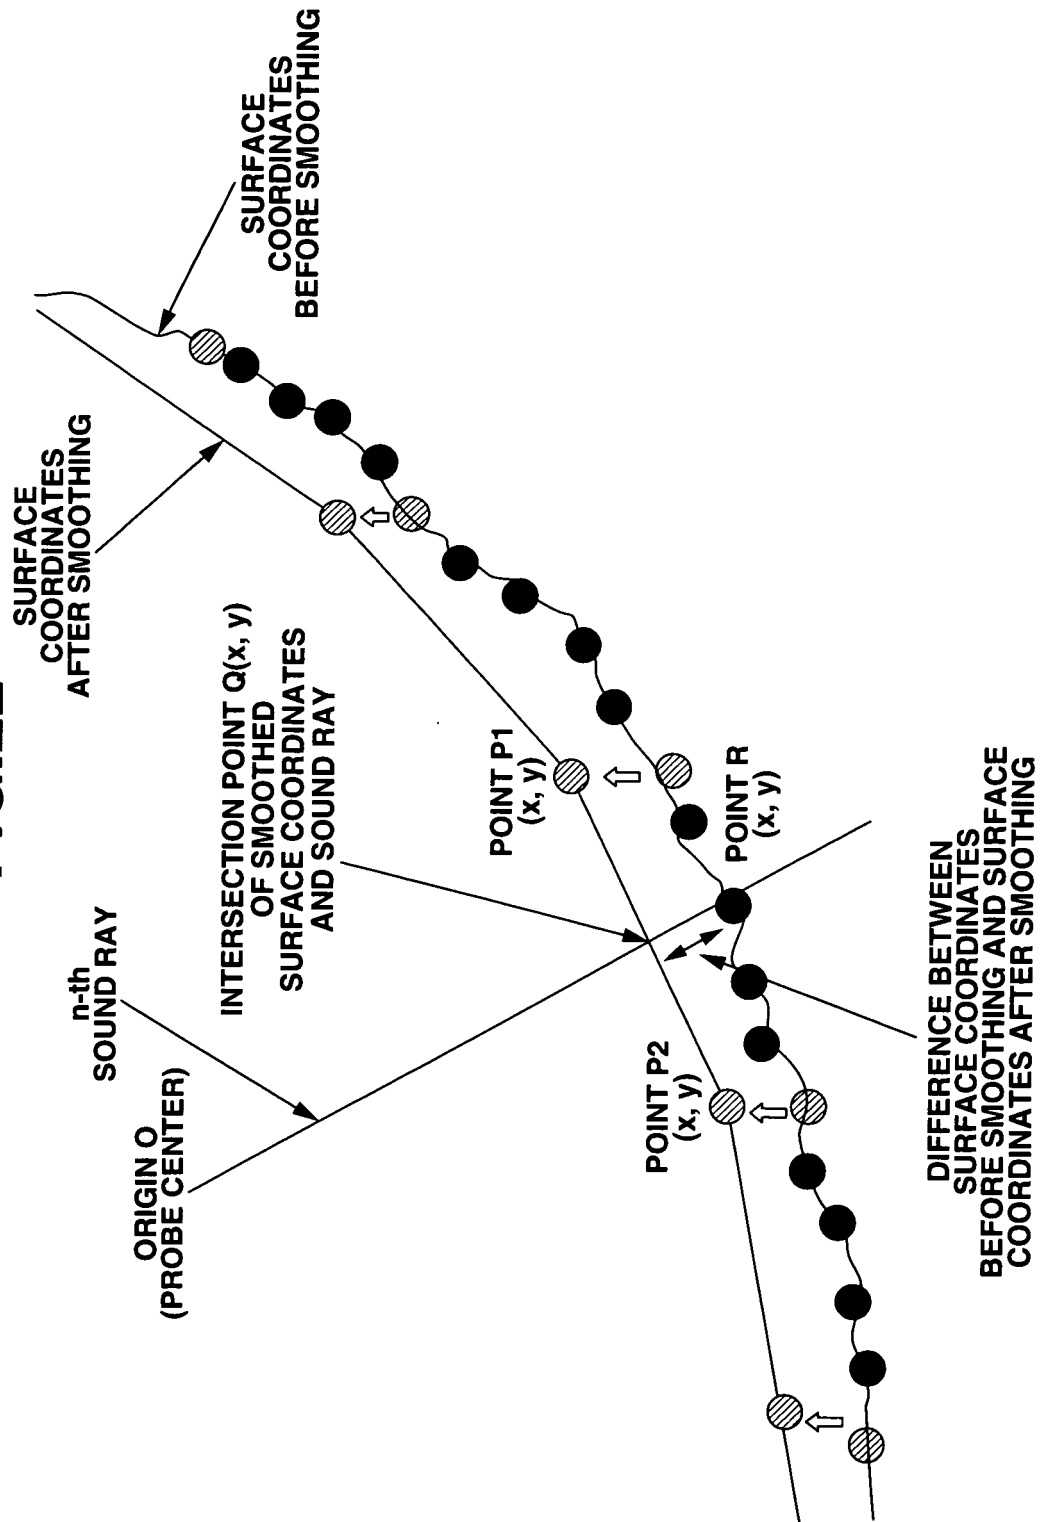 SURFACE
COORDINATES
AFTER SMOOTHING
n-th
SOUND RAY
ORIGIN O
(PROBE CENTER)
INTERSECTION POINT Q(x, y)
OF SMOOTHED
SURFACE COORDINATES
AND SOUND RAY
SURFACE
COORDINATES
BEFORE SMOOTHING
POINT P1
(x, y)
POINT P2
(x, y)
POINT R
(x, y)
DIFFERENCE BETWEEN
SURFACE COORDINATES
BEFORE SMOOTHING AND SURFACE
COORDINATES AFTER SMOOTHING